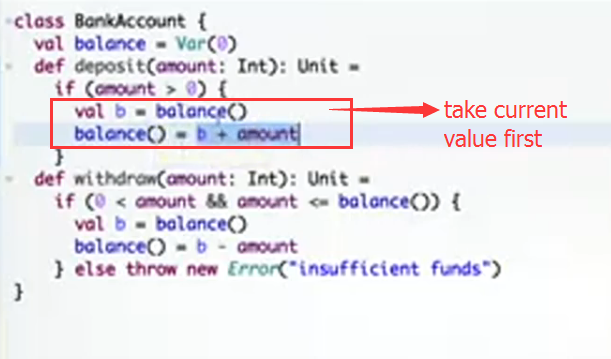 class BankAccount {
val balance = Var(0)
def deposit(amount: Int): Unit =
if (amount > 0) {
val b = balance()
balance() = b + amount
}
take current
value first
def withdraw(amount: Int): Unit =
if (0 < amount && amount <= balance()) {
val b = balance()
balance() = b - amount
} else throw new Error("insufficient funds")
}